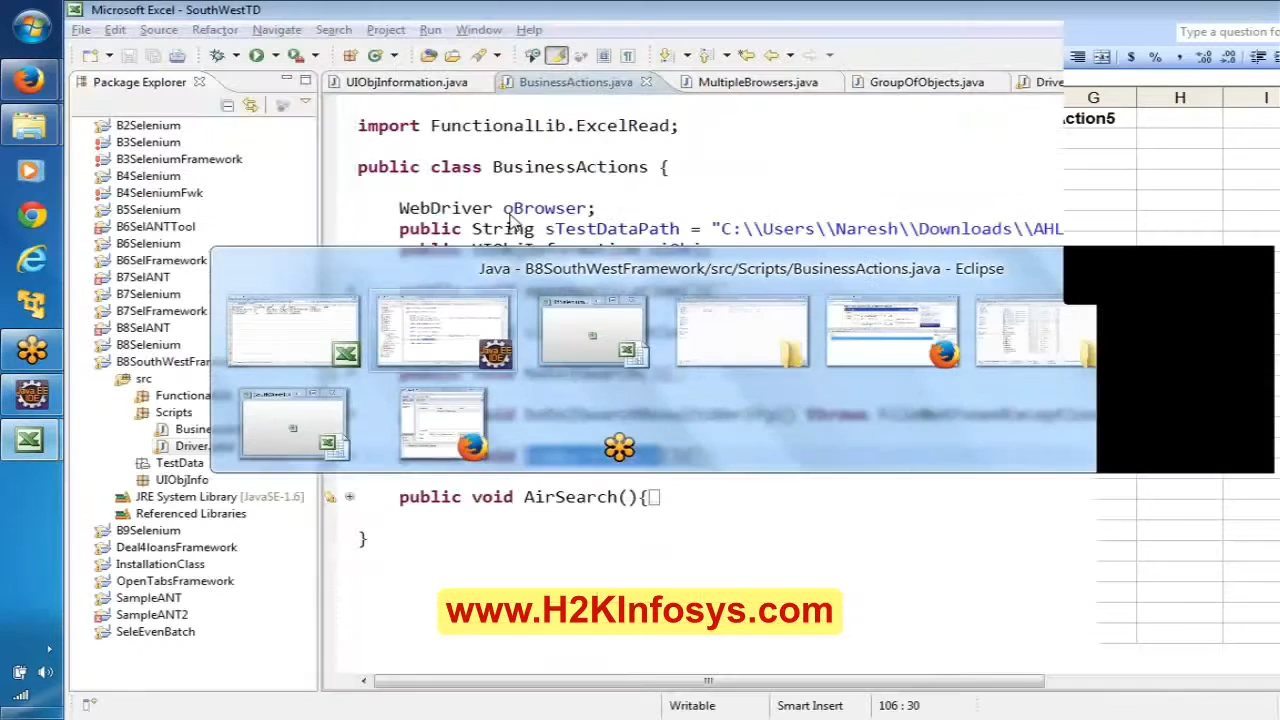 Microsoft Excel - SouthWestTD
File Edit Source Refactor Navigate Search Project Run Window Help
Type a question fo
Package Explorer
UIObjInformation.java
BusinessActions.java
MultipleBrowsers.java
GroupOfObjects.java
Drive
$ %
G H I
ction5
B2Selenium
B3Selenium
B3SeleniumFramework
B4Selenium
B4SeleniumFwk
B5Selenium
B6SelANTTool
B6Selenium
B6SelFramework
B7SelANT
B7Selenium
B7SelFramework
B8SelANT
B8Selenium
B8SouthWestFrar
src
Functiona
Scripts
Busine
Driver.
TestData
UIObjInfo
JRE System Library [JavaSE-1.6]
Referenced Libraries
B9Selenium
Deal4loansFramework
InstallationClass
OpenTabsFramework
SampleANT
SampleANT2
SeleEvenBatch
import FunctionalLib.ExcelRead;
public class BusinessActions {
WebDriver oBrowser;
public String sTestDataPath = "C:\\Users\\Naresh\\Downloads\\AHL
Java - B8SouthWestFramework/src/Scripts/BusinessActions.java - Eclipse
Java EE
IDE
public void AirSearch(){
}
www.H2KInfosys.com
Writable
Smart Insert
106 : 30